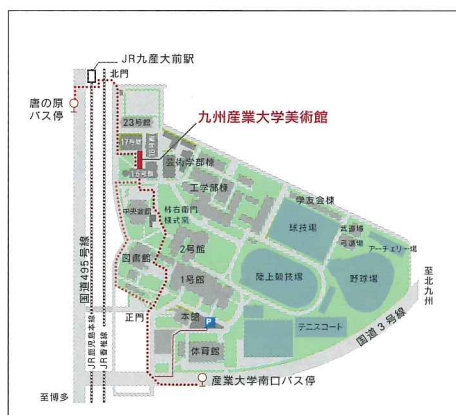 JR九産大前駅
北門
唐の原
バス停
23号館
17号館
九州産業大学美術館
芸術学部棟
16号館
工学部棟
学友会棟
中央会館
柿右衛門
様式窯
球技場
武道場
弓道場
アーチェリー場
国道495号線
2号館
図書館
至北九州
1号館
陸上競技場
野球場
JR鹿児島本線
JR香椎線
正門
本館
P
テニスコート
国道3号線
体育館
至博多
産業大学南口バス停